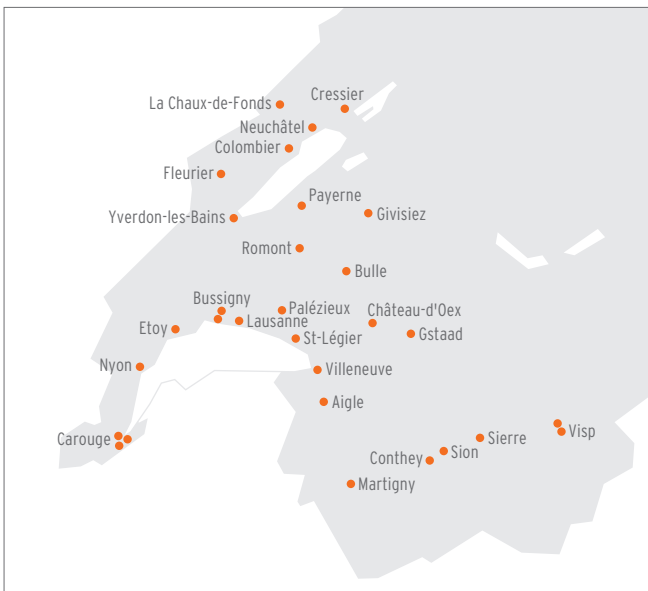 Cressier
La Chaux-de-Fonds
Neuchâtel
Colombier
Fleurier
Payerne
Givisiez
Yverdon-les-Bains
Romont
Bulle
Bussigny
Palézieux
Château-d'Oex
Lausanne
Etoy
Gstaad
St-Légier
Nyon
Villeneuve
Aigle
Carouge
Sierre
Visp
Sion
Conthey
Martigny